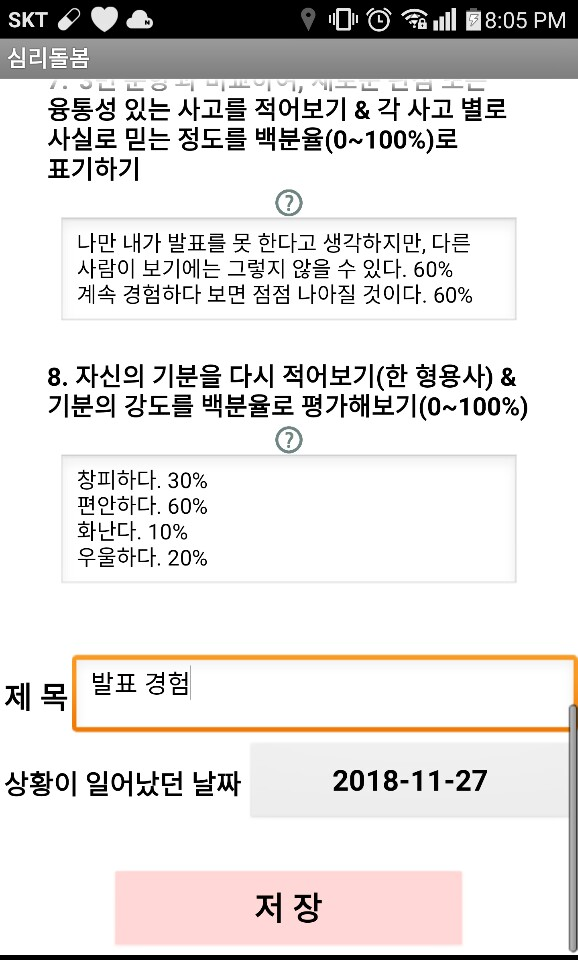 SKT 8:05 PM
심리돌봄
융통성 있는 사고를 적어보기 & 각 사고 별로
사실로 믿는 정도를 백분율(0~100%)로
표기하기
?
나만 내가 발표를 못 한다고 생각하지만, 다른
사람이 보기에는 그렇지 않을 수 있다. 60%
계속 경험하다 보면 점점 나아질 것이다. 60%
8. 자신의 기분을 다시 적어보기(한 형용사) &
기분의 강도를 백분율로 평가해보기(0~100%)
?
창피하다. 30%
편안하다. 60%
화난다. 10%
우울하다. 20%
제 목 발표 경험
상황이 일어났던 날짜 2018-11-27
저 장